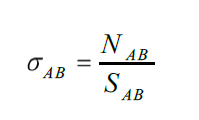 σ_AB = N_AB / S_AB